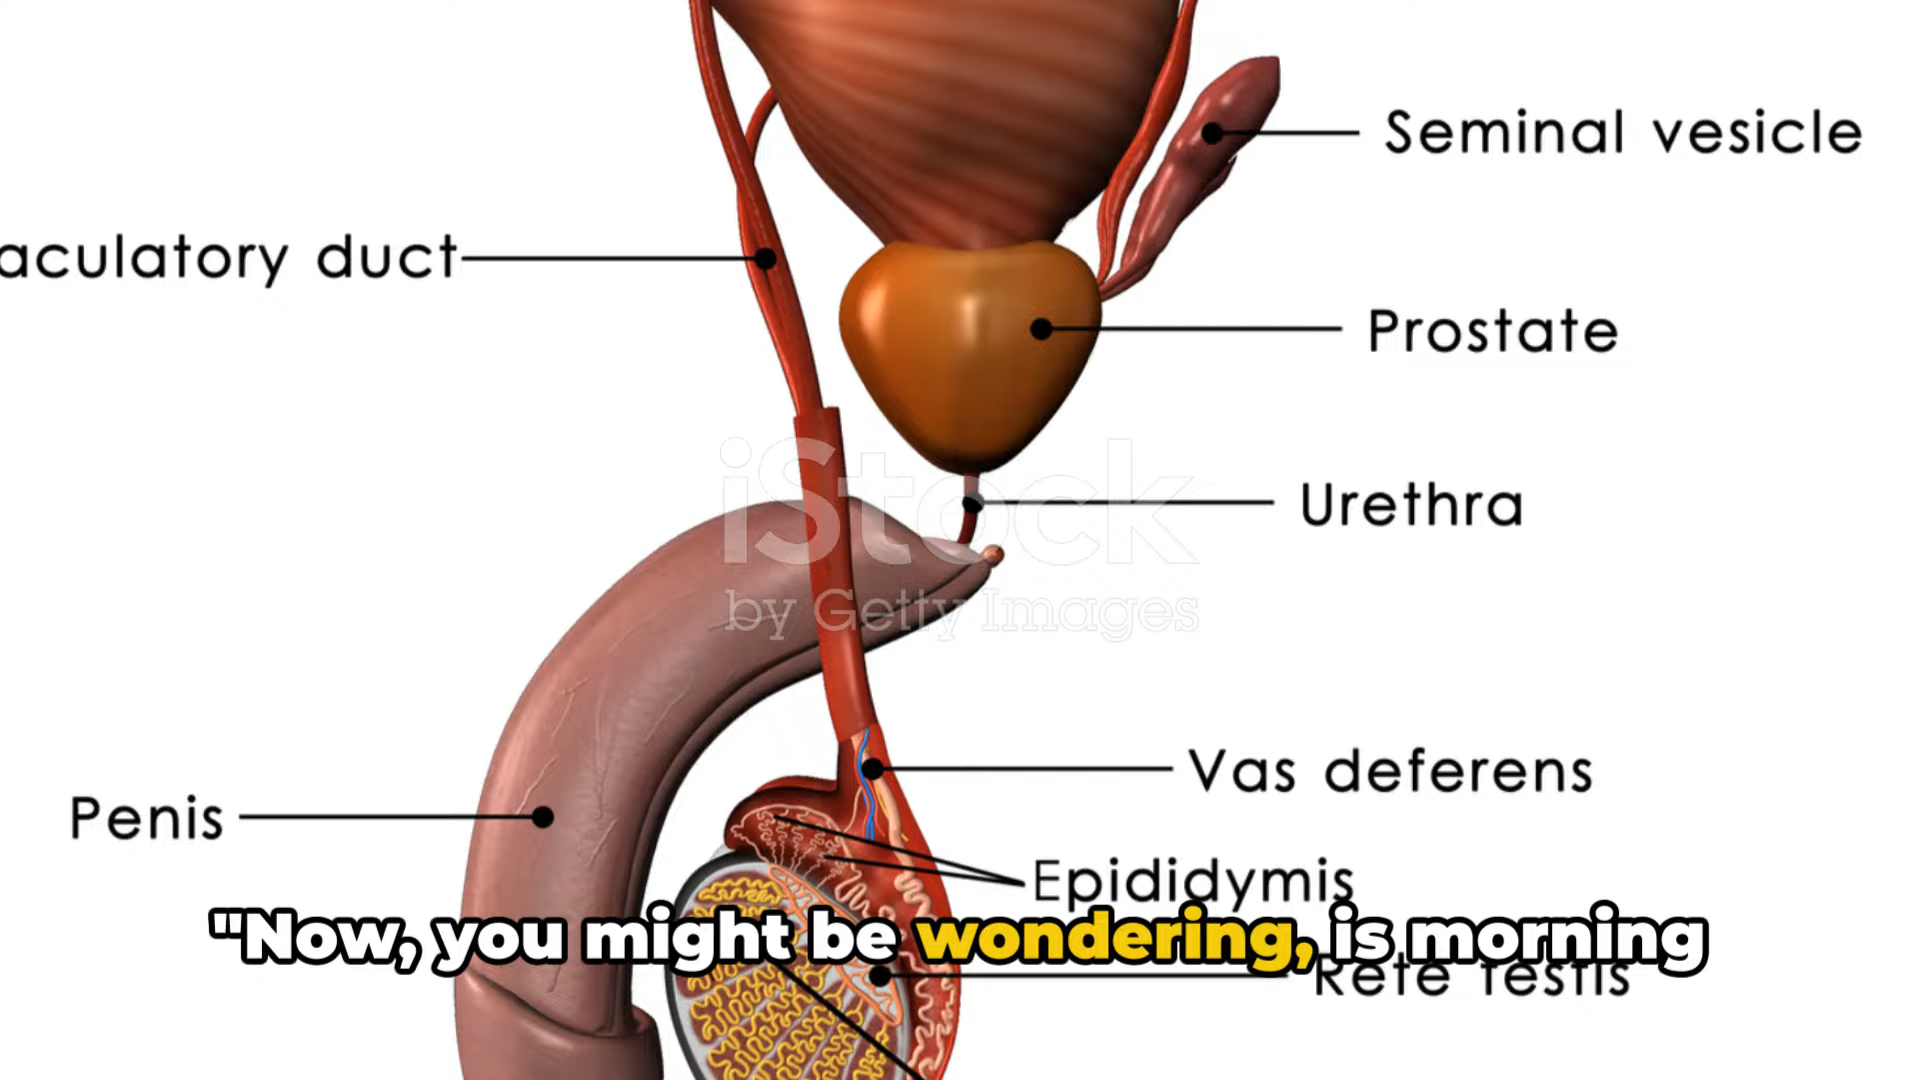 Seminal vesicle
aculatory duct
Prostate
iStock
by Getty Images
Urethra
Vas deferens
Penis
Epididymis
"Now, you might be wondering, is morning
Rete testis